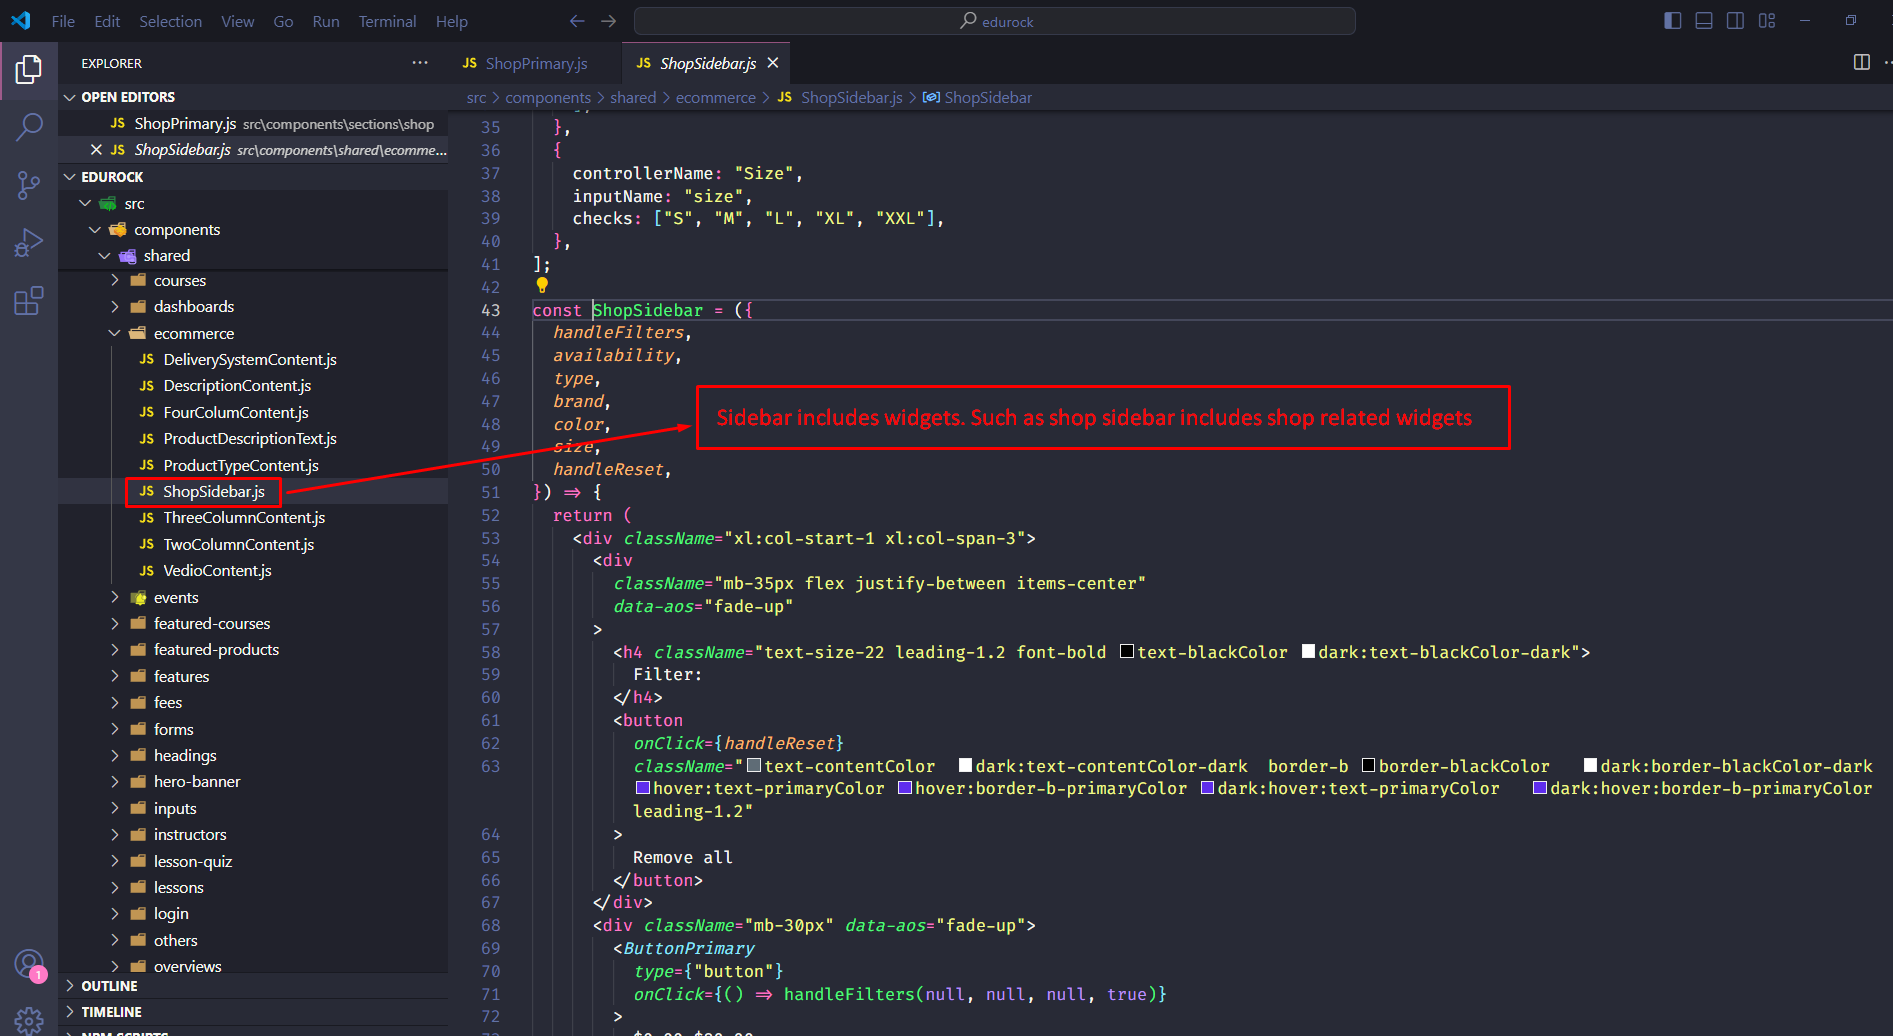 File Edit Selection View Go Run Terminal Help
edurock
EXPLORER
OPEN EDITORS
JS ShopPrimary.js src\components\sections\shop
JS ShopSidebar.js src\components\shared\ecomme...
EDUROCK
src
components
shared
courses
dashboards
ecommerce
JS DeliverySystemContent.js
JS DescriptionContent.js
JS FourColumContent.js
JS ProductDescriptionText.js
JS ProductTypeContent.js
JS ShopSidebar.js
JS ThreeColumnContent.js
JS TwoColumnContent.js
JS VedioContent.js
events
featured-courses
featured-products
features
fees
forms
headings
hero-banner
inputs
instructors
lesson-quiz
lessons
login
others
overviews
OUTLINE
TIMELINE
NPM SCRIPTS
1
JS ShopPrimary.js JS ShopSidebar.js
src > components > shared > ecommerce > JS ShopSidebar.js > ShopSidebar
35 },
36 {
37 controllerName: "Size",
38 inputName: "size",
39 checks: ["S", "M", "L", "XL", "XXL"],
40 },
41 ];
42
43 const ShopSidebar = ({
44 handleFilters,
45 availability,
46 type,
47 brand,
48 color,
49 size,
50 handleReset,
51 }) => {
52 return (
53 <div className="xl:col-start-1 xl:col-span-3">
54 <div
55 className="mb-35px flex justify-between items-center"
56 data-aos="fade-up"
57 >
58 <h4 className="text-size-22 leading-1.2 font-bold text-blackColor dark:text-blackColor-dark">
59 Filter:
60 </h4>
61 <button
62 onClick={handleReset}
63 className=" text-contentColor dark:text-contentColor-dark border-b border-blackColor dark:border-blackColor-dark
hover:text-primaryColor hover:border-b-primaryColor dark:hover:text-primaryColor dark:hover:border-b-primaryColor
leading-1.2"
64 >
65 Remove all
66 </button>
67 </div>
68 <div className="mb-30px" data-aos="fade-up">
69 <ButtonPrimary
70 type={"button"}
71 onClick={() => handleFilters(null, null, null, true)}
72 >
Sidebar includes widgets. Such as shop sidebar includes shop related widgets